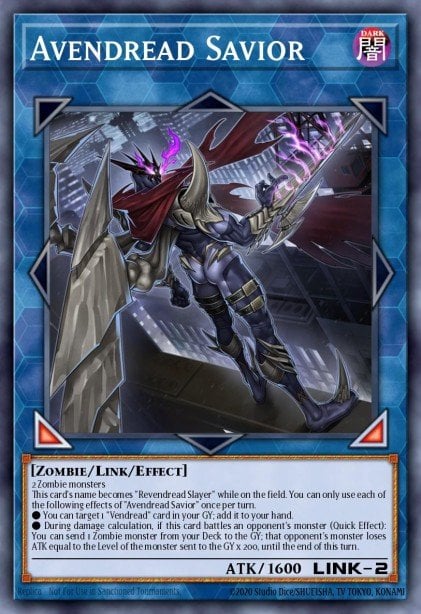 AVENDREAD SAVIOR
DARK
闇
[ZOMBIE/LINK/EFFECT]
2 Zombie monsters
This card's name becomes "Revendread Slayer" while on the field. You can only use each of
the following effects of "Avendread Savior" once per turn.
● You can target 1 "Vendread" card in your GY; add it to your hand.
● During damage calculation, if this card battles an opponent's monster (Quick Effect):
You can send 1 Zombie monster from your Deck to the GY; that opponent's monster loses
ATK equal to the Level of the monster sent to the GY x 200, until the end of this turn.
ATK/1600 LINK-2
Replica - Not For Use in Sanctioned Tournaments
©2020 Studio Dice/SHUEISHA, TV TOKYO, KONAMI